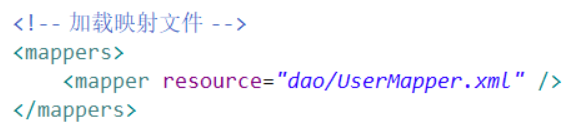 <!-- 加载映射文件 -->
<mappers>
    <mapper resource="dao/UserMapper.xml" />
</mappers>